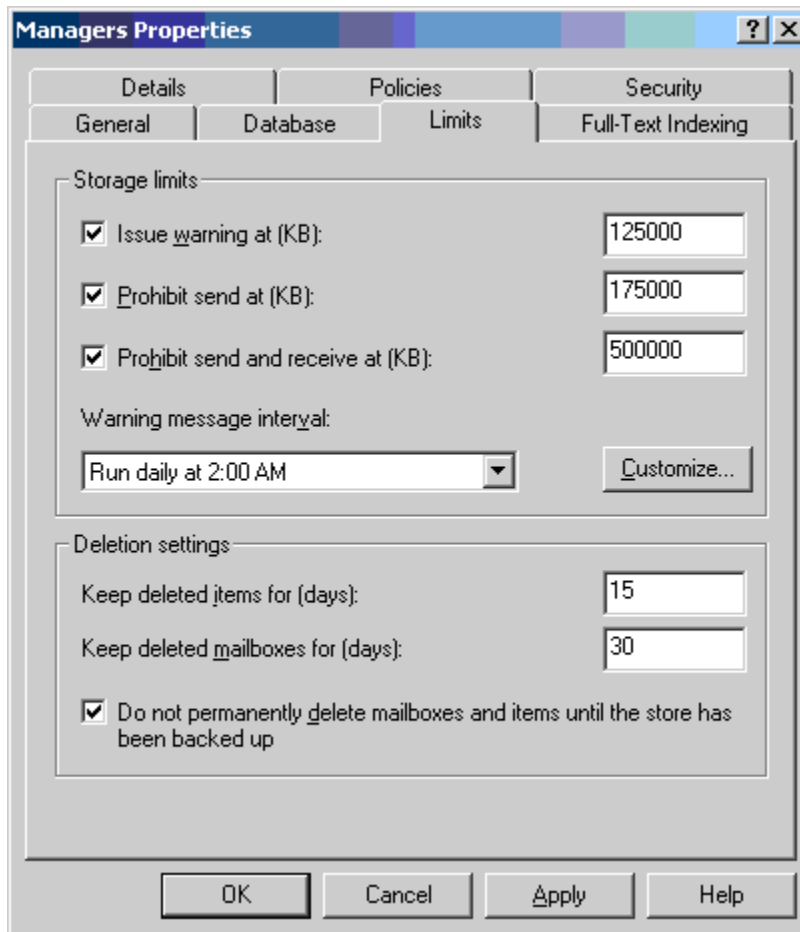 Managers Properties
Details Policies Security
General Database Limits Full-Text Indexing
Storage limits
Issue warning at (KB): 125000
Prohibit send at (KB): 175000
Prohibit send and receive at (KB): 500000
Warning message interval:
Run daily at 2:00 AM Customize...
Deletion settings
Keep deleted items for (days): 15
Keep deleted mailboxes for (days): 30
Do not permanently delete mailboxes and items until the store has
been backed up
OK Cancel Apply Help